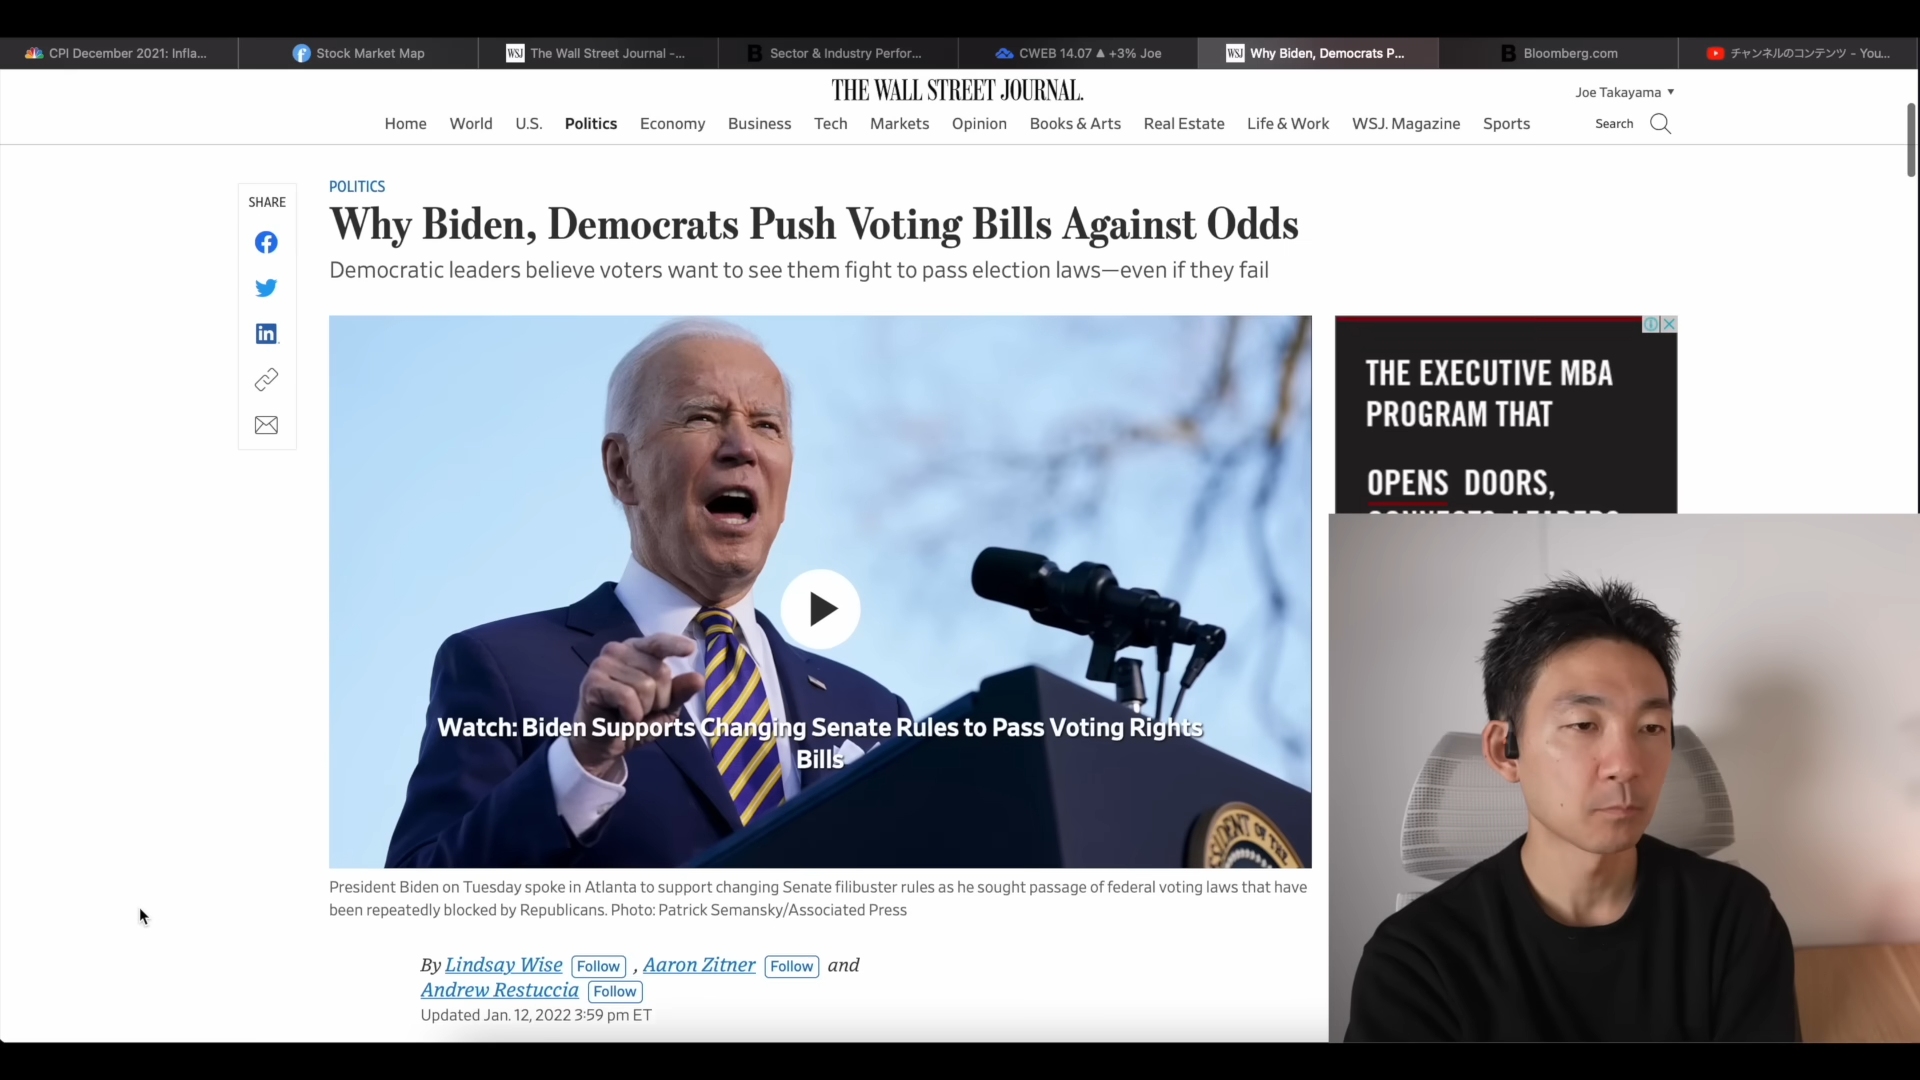 CPI December 2021: Infla...
Stock Market Map
WSJ
The Wall Street Journal -...
Sector & Industry Perfor...
CWEB 14.07 ▲ +3% Joe
WSJ
Why Biden, Democrats P...
Bloomberg.com
チャンネルのコンテンツ - You...
THE WALL STREET JOURNAL.
Joe Takayama ▼
Home World U.S. Politics Economy Business Tech Markets Opinion Books & Arts Real Estate Life & Work WSJ. Magazine Sports
Search
SHARE
POLITICS
Why Biden, Democrats Push Voting Bills Against Odds
Democratic leaders believe voters want to see them fight to pass election laws—even if they fail
THE EXECUTIVE MBA
PROGRAM THAT
OPENS DOORS,
CONNECTS LEADERS
Watch: Biden Supports Changing Senate Rules to Pass Voting Rights
Bills
President Biden on Tuesday spoke in Atlanta to support changing Senate filibuster rules as he sought passage of federal voting laws that have
been repeatedly blocked by Republicans. Photo: Patrick Semansky/Associated Press
By Lindsay Wise Follow , Aaron Zitner Follow and
Andrew Restuccia Follow
Updated Jan. 12, 2022 3:59 pm ET